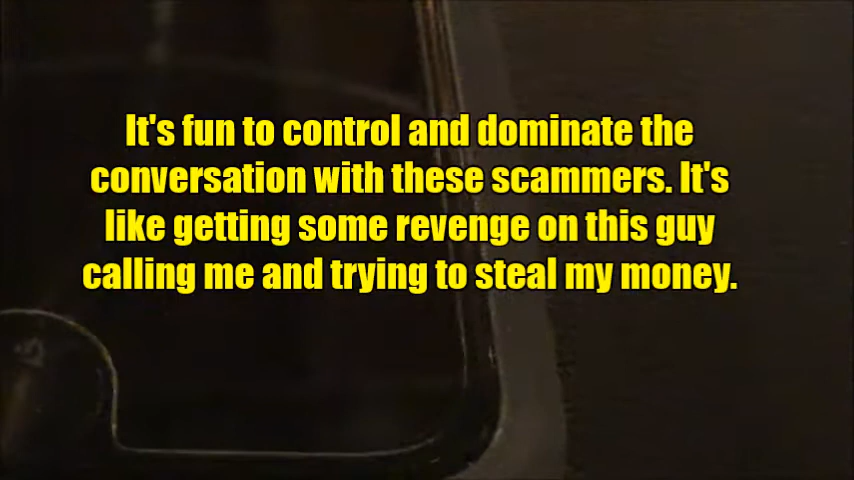 It's fun to control and dominate the
conversation with these scammers. It's
like getting some revenge on this guy
calling me and trying to steal my money.